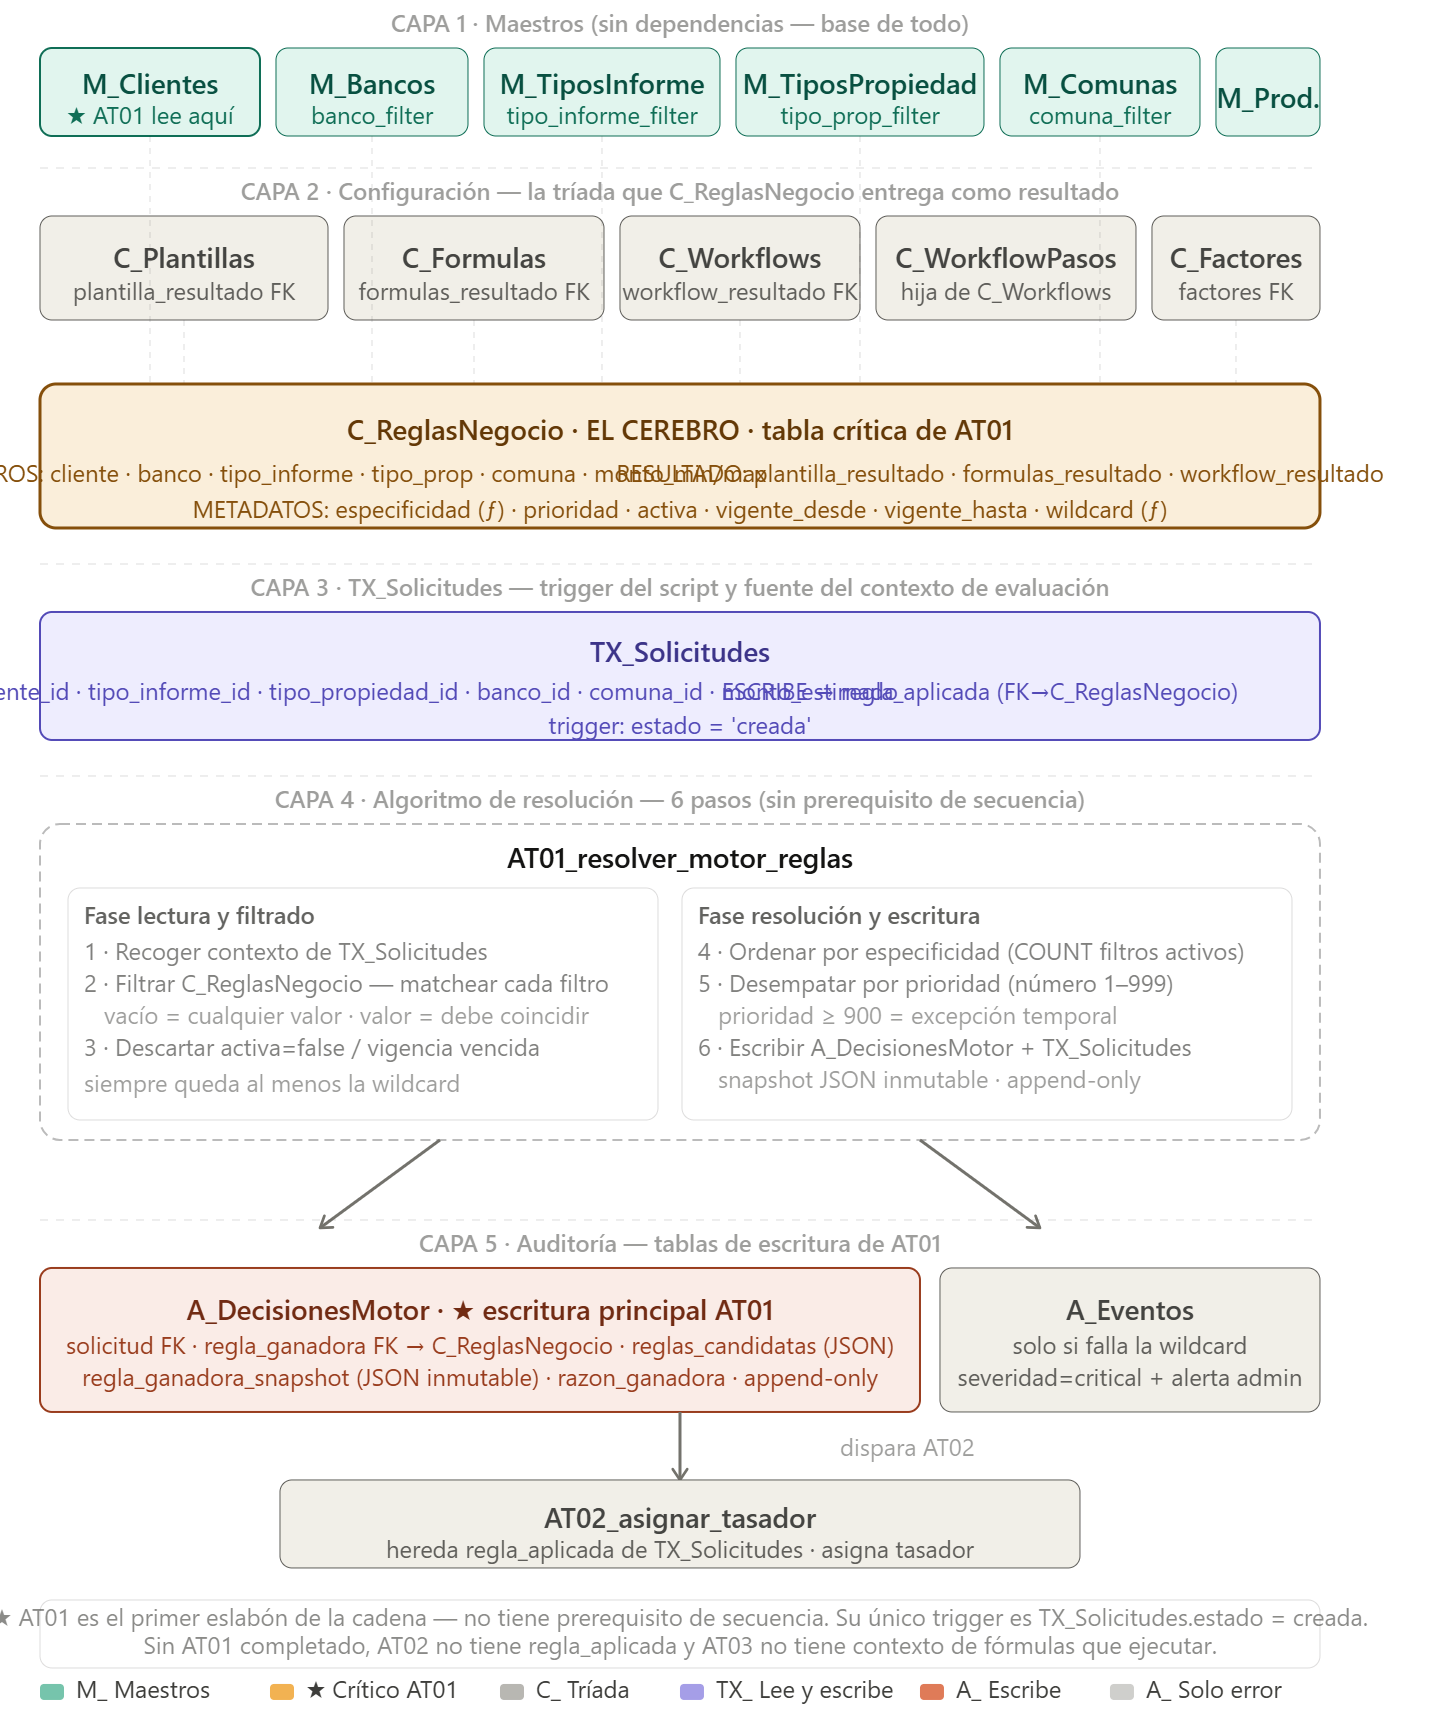 CAPA 1 · Maestros (sin dependencias — base de todo)
M_Clientes
★ AT01 lee aquí
M_Bancos
banco_filter
M_TiposInforme
tipo_informe_filter
M_TiposPropiedad
tipo_prop_filter
M_Comunas
comuna_filter
M_Prod.
CAPA 2 · Configuración — la tríada que C_ReglasNegocio entrega como resultado
C_Plantillas
plantilla_resultado FK
C_Formulas
formulas_resultado FK
C_Workflows
workflow_resultado FK
C_WorkflowPasos
hija de C_Workflows
C_Factores
factores FK
C_ReglasNegocio · EL CEREBRO · tabla crítica de AT01
ROS: cliente · banco · tipo_informe · tipo_prop · comuna · monto_min/max
RESULTADO: plantilla_resultado · formulas_resultado · workflow_resultado
METADATOS: especificidad (ƒ) · prioridad · activa · vigente_desde · vigente_hasta · wildcard (ƒ)
CAPA 3 · TX_Solicitudes — trigger del script y fuente del contexto de evaluación
TX_Solicitudes
ente_id · tipo_informe_id · tipo_propiedad_id · banco_id · comuna_id · monto_estimado
ESCRIBE → regla_aplicada (FK→C_ReglasNegocio)
trigger: estado = 'creada'
CAPA 4 · Algoritmo de resolución — 6 pasos (sin prerequisito de secuencia)
AT01_resolver_motor_reglas
Fase lectura y filtrado
1 · Recoger contexto de TX_Solicitudes
2 · Filtrar C_ReglasNegocio — matchear cada filtro
vacío = cualquier valor · valor = debe coincidir
3 · Descartar activa=false / vigencia vencida
siempre queda al menos la wildcard
Fase resolución y escritura
4 · Ordenar por especificidad (COUNT filtros activos)
5 · Desempatar por prioridad (número 1–999)
prioridad ≥ 900 = excepción temporal
6 · Escribir A_DecisionesMotor + TX_Solicitudes
snapshot JSON inmutable · append-only
CAPA 5 · Auditoría — tablas de escritura de AT01
A_DecisionesMotor · ★ escritura principal AT01
solicitud FK · regla_ganadora FK → C_ReglasNegocio · reglas_candidatas (JSON)
regla_ganadora_snapshot (JSON inmutable) · razon_ganadora · append-only
A_Eventos
solo si falla la wildcard
severidad=critical + alerta admin
dispara AT02
AT02_asignar_tasador
hereda regla_aplicada de TX_Solicitudes · asigna tasador
★ AT01 es el primer eslabón de la cadena — no tiene prerequisito de secuencia. Su único trigger es TX_Solicitudes.estado = creada.
Sin AT01 completado, AT02 no tiene regla_aplicada y AT03 no tiene contexto de fórmulas que ejecutar.
M_ Maestros
★ Crítico AT01
C_ Tríada
TX_ Lee y escribe
A_ Escribe
A_ Solo error